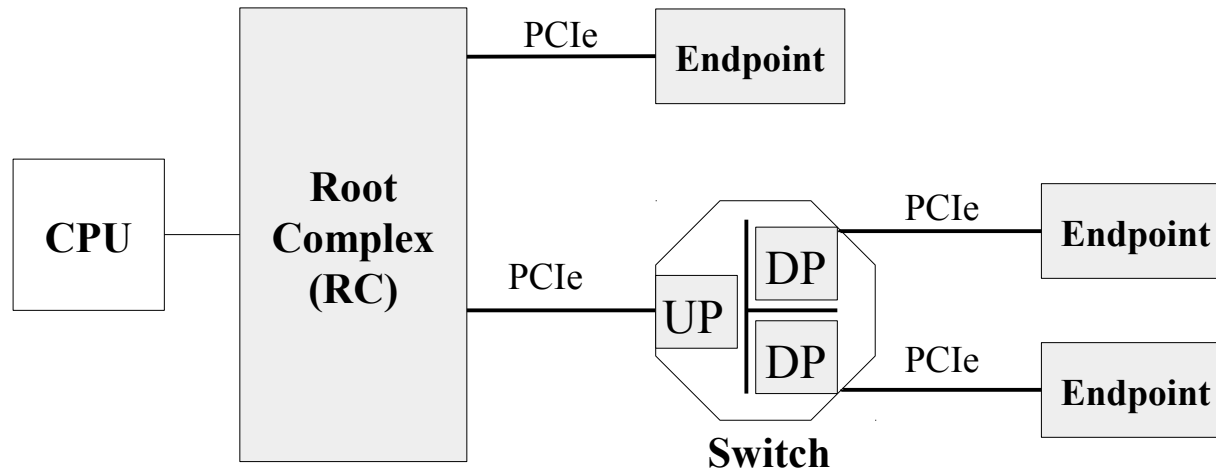 PCIe
Endpoint
CPU
Root
Complex
(RC)
PCIe
UP
DP
DP
Switch
PCIe
Endpoint
PCIe
Endpoint